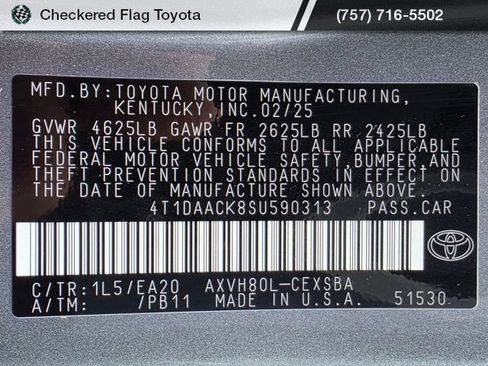 Checkered Flag Toyota
(757) 716-5502
MFD.BY:TOYOTA MOTOR MANUFACTURING,
KENTUCKY,INC.02/25
GVWR 4625LB GAWR FR 2625LB RR 2425LB
THIS VEHICLE CONFORMS TO ALL APPLICABLE
FEDERAL MOTOR VEHICLE SAFETY,BUMPER,AND
THEFT PREVENTION STANDARDS IN EFFECT ON
THE DATE OF MANUFACTURE SHOWN ABOVE.
4T1DAACK8SU590313 PASS.CAR
C/TR:1L5/EA20 AXVH80L-CEXSBA
A/TM: /PB11 MADE IN U.S.A. 51530
TOYOTA